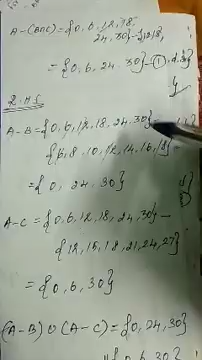 A-(B∩C)={0,6,12,18,
24,30}-{12,18}
={0,6,24,30}-①
R.H.S
A-B={0,6,12,18,24,30}-
{6,8,10,12,14,16,18}
={0,24,30}
A-C={0,6,12,18,24,30}-
{12,15,18,21,24,27}
={0,6,30}
(A-B)∪(A-C)={0,24,30}